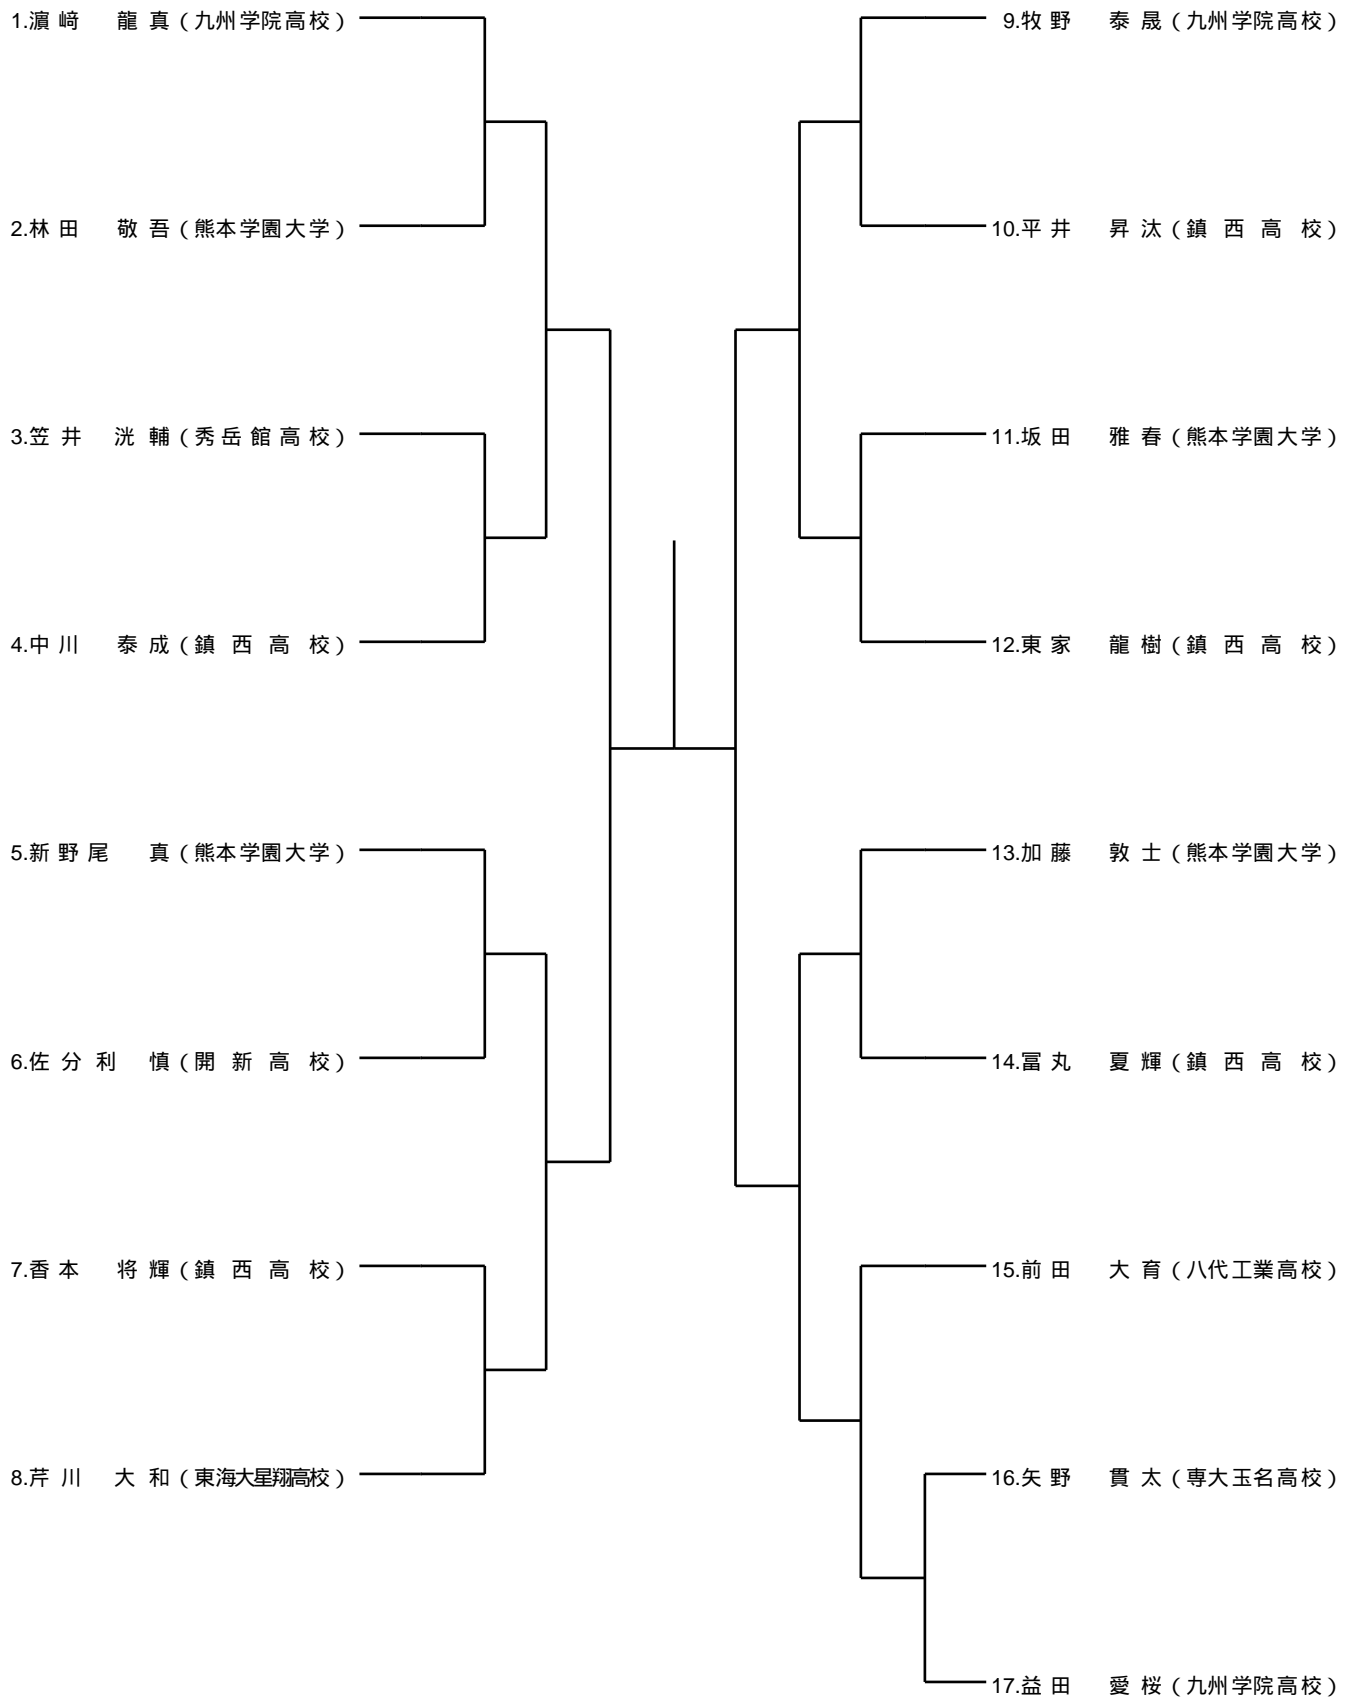 1.濵﨑 龍真(九州学院高校)
2.林田 敬吾(熊本学園大学)
3.笠井 洸輔(秀岳館高校)
4.中川 泰成(鎮西高校)
5.新野尾 真(熊本学園大学)
6.佐分利 慎(開新高校)
7.香本 将輝(鎮西高校)
8.芹川 大和(東海大星翔高校)
9.牧野 泰晟(九州学院高校)
10.平井 昇汰(鎮西高校)
11.坂田 雅春(熊本学園大学)
12.東家 龍樹(鎮西高校)
13.加藤 敦士(熊本学園大学)
14.冨丸 夏輝(鎮西高校)
15.前田 大育(八代工業高校)
16.矢野 貫太(専大玉名高校)
17.益田 愛桜(九州学院高校)